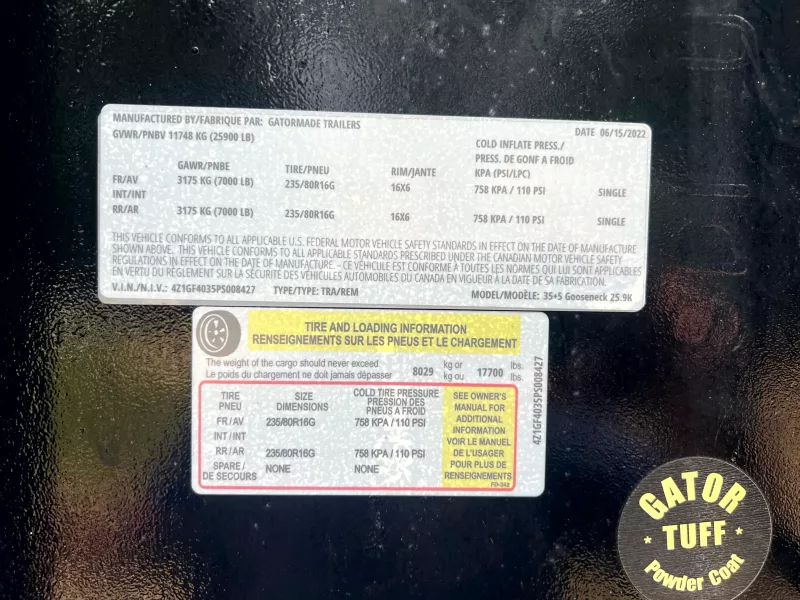 MANUFACTURED BY/FABRIQUE PAR: GATORMADE TRAILERS DATE 06/15/2022
GVWR/PNBV 11748 KG (25900 LB)
COLD INFLATE PRESS./
PRESS. DE GONF A FROID
GAWR/PNBE TIRE/PNEU RIM/JANTE KPA (PSI/LPC)
FR/AV 3175 KG (7000 LB) 235/80R16G 16X6 758 KPA / 110 PSI SINGLE
INT/INT
RR/AR 3175 KG (7000 LB) 235/80R16G 16X6 758 KPA / 110 PSI SINGLE
THIS VEHICLE CONFORMS TO ALL APPLICABLE U.S. FEDERAL MOTOR VEHICLE SAFETY STANDARDS IN EFFECT ON THE DATE OF MANUFACTURE
SHOWN ABOVE. THIS VEHICLE CONFORMS TO ALL APPLICABLE STANDARDS PRESCRIBED UNDER THE CANADIAN MOTOR VEHICLE SAFETY
REGULATIONS IN EFFECT ON THE DATE OF MANUFACTURE. – CE VÉHICULE EST CONFORME À TOUTES LES NORMES QUI LUI SONT APPLICABLES
EN VERTU DU RÈGLEMENT SUR LA SÉCURITÉ DES VÉHICULES AUTOMOBILES DU CANADA EN VIGUEUR À LA DATE DE SA FABRICATION.
V.I.N./N.I.V.: 4Z1GF4035PS008427 TYPE/TYPE: TRA/REM MODEL/MODÈLE: 35+5 Gooseneck 25.9K
TIRE AND LOADING INFORMATION
RENSEIGNEMENTS SUR LES PNEUS ET LE CHARGEMENT
The weight of the cargo should never exceed kg or lbs.
Le poids du chargement ne doit jamais dépasser 8029 kg ou 17700 lbs.
TIRE SIZE COLD TIRE PRESSURE
PNEU DIMENSIONS PRESSION DES
PNEUS A FROID
FR/AV 235/80R16G 758 KPA / 110 PSI
INT/INT
RR/AR 235/80R16G 758 KPA / 110 PSI
SPARE/ NONE NONE
DE SECOURS
SEE OWNER'S
MANUAL FOR
ADDITIONAL
INFORMATION
VOIR LE MANUEL
DE L'USAGER
POUR PLUS DE
RENSEIGNEMENTS
FD-343
4Z1GF4035PS008427
GATOR
TUFF
Powder Coat